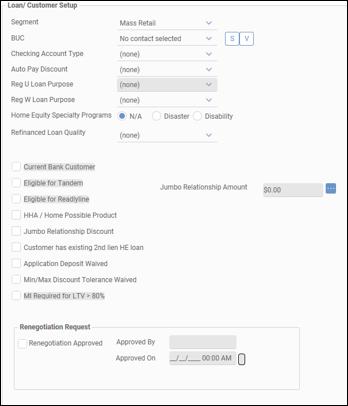 Loan/ Customer Setup
Segment Mass Retail
BUC No contact selected S V
Checking Account Type (none)
Auto Pay Discount (none)
Reg U Loan Purpose (none)
Reg W Loan Purpose (none)
Home Equity Specialty Programs N/A Disaster Disability
Refinanced Loan Quality (none)
Current Bank Customer
Eligible for Tandem Jumbo Relationship Amount $0.00 ...
Eligible for Readyline
HHA / Home Possible Product
Jumbo Relationship Discount
Customer has existing 2nd lien HE loan
Application Deposit Waived
Min/Max Discount Tolerance Waived
MI Required for LTV > 80%
Renegotiation Request
Renegotiation Approved Approved By
Approved On __/__/____ 00:00 AM